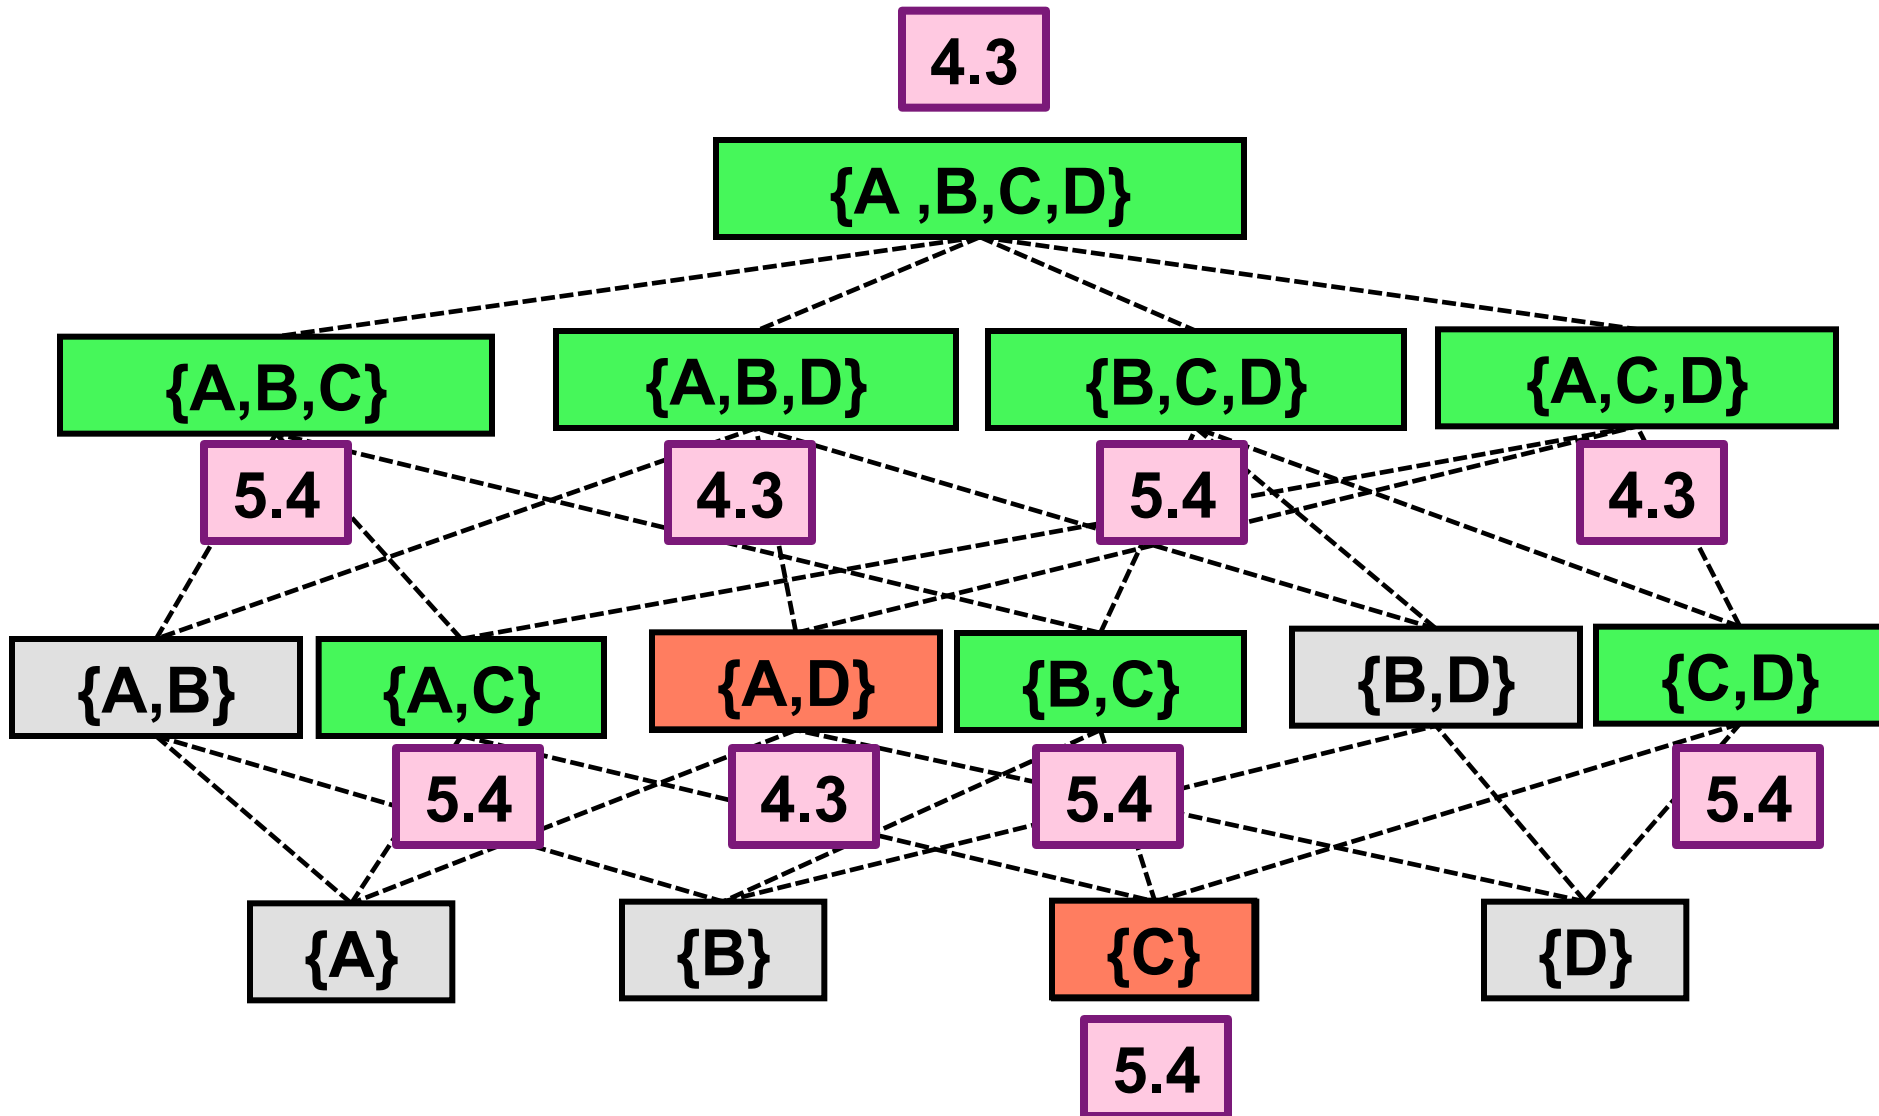 4.3
{A ,B,C,D}
{A,B,C} {A,B,D} {B,C,D} {A,C,D}
5.4 4.3 5.4 4.3
{A,B} {A,C} {A,D} {B,C} {B,D} {C,D}
5.4 4.3 5.4 5.4
{A} {B} {C} {D}
5.4